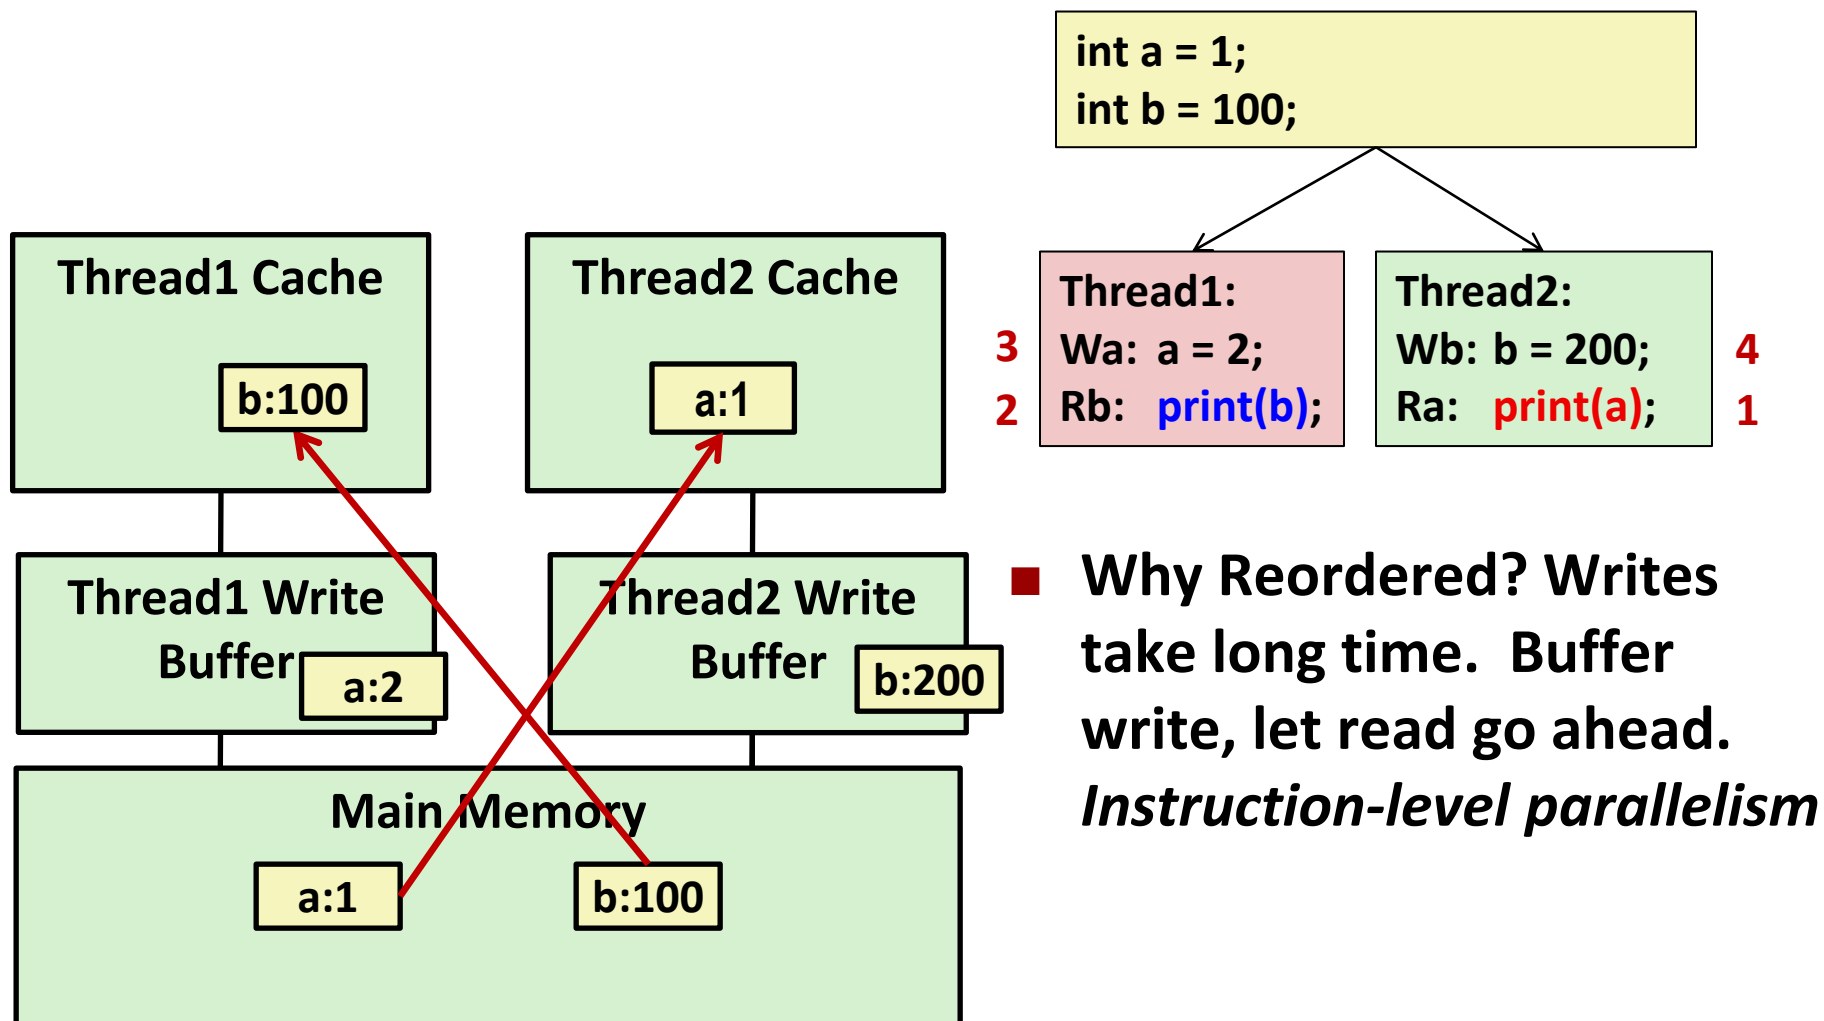 int a = 1;
int b = 100;
Thread1 Cache
b:100
Thread2 Cache
a:1
Thread1:
3 Wa: a = 2;
2 Rb: print(b);
Thread2:
Wb: b = 200; 4
Ra: print(a); 1
Thread1 Write
Buffer
a:2
Thread2 Write
Buffer
b:200
Main Memory
a:1
b:100
Why Reordered? Writes
take long time. Buffer
write, let read go ahead.
Instruction-level parallelism